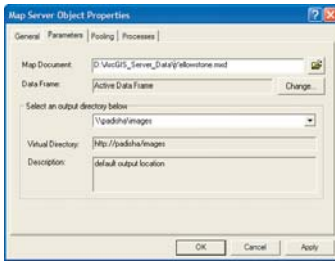 Map Server Object Properties
General Parameters Pooling Processes
Map Document: D:\ArcGIS_Server_Data\Yellowstone.mxd
Data Frame: Active Data Frame Change...
Select an output directory below
\\padisha\images
Virtual Directory: http://padisha/images
Description: default output location
OK Cancel Apply